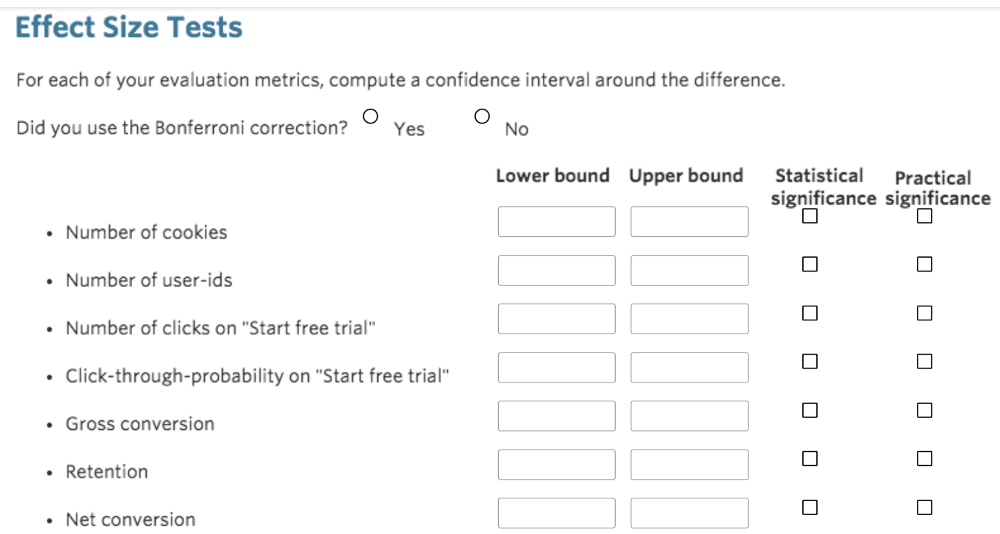 Effect Size Tests
For each of your evaluation metrics, compute a confidence interval around the difference.
Did you use the Bonferroni correction? Yes No
Lower bound Upper bound Statistical significance Practical significance
• Number of cookies
• Number of user-ids
• Number of clicks on "Start free trial"
• Click-through-probability on "Start free trial"
• Gross conversion
• Retention
• Net conversion